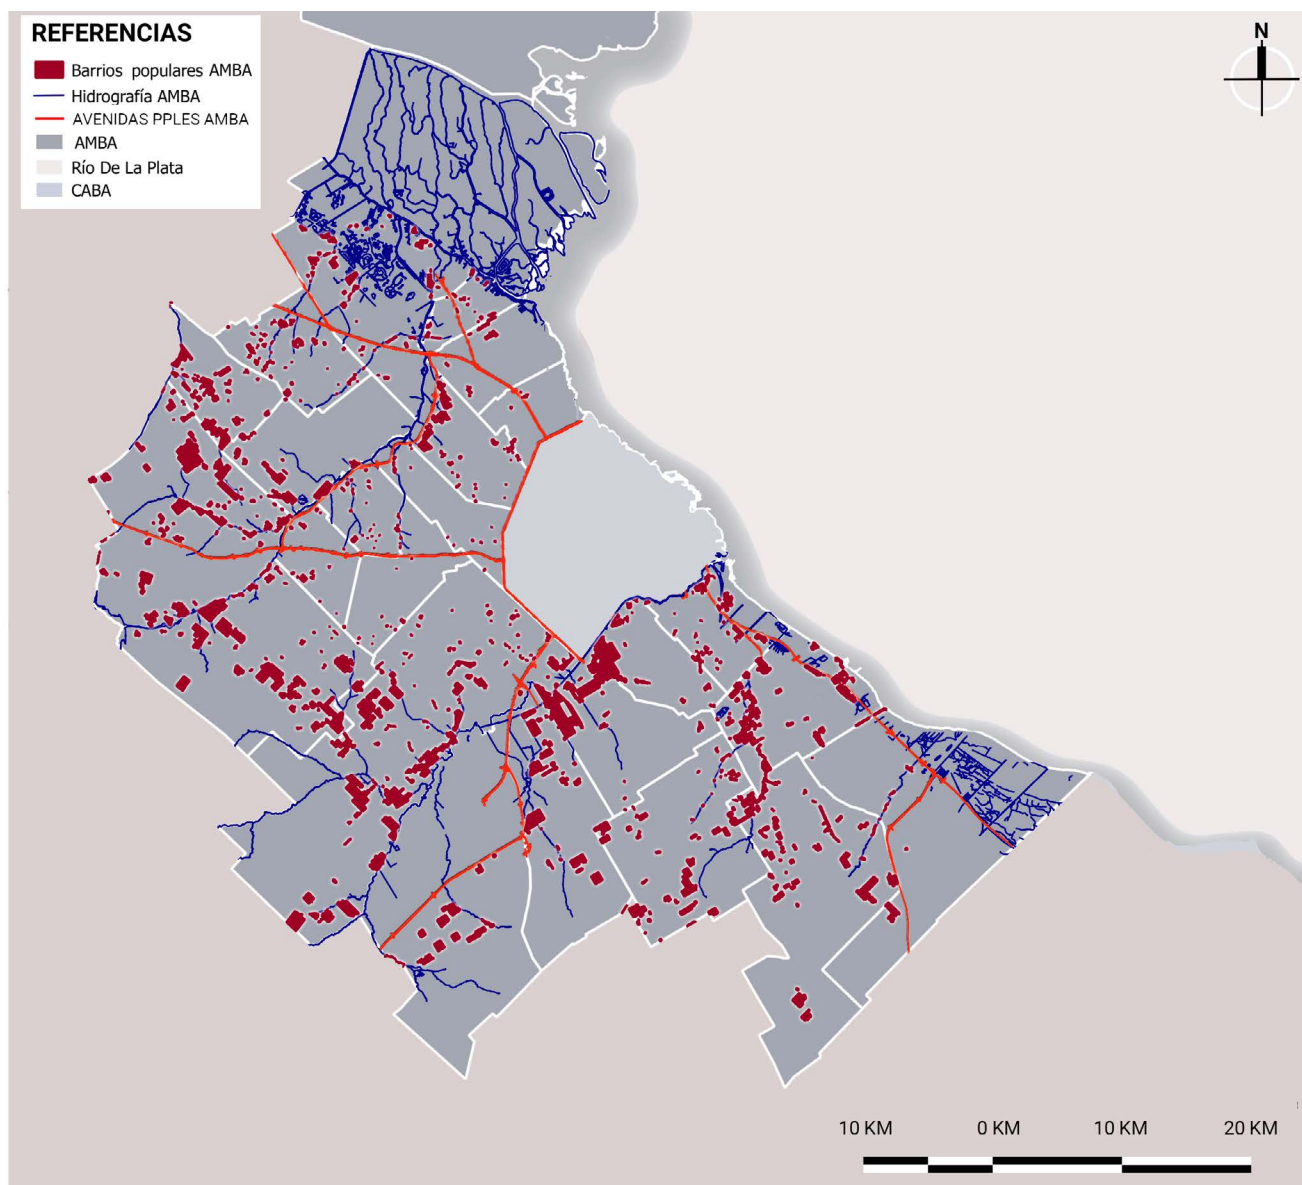 REFERENCIAS
Barrios populares AMBA
Hidrografía AMBA
AVENIDAS PPLES AMBA
AMBA
Río De La Plata
CABA
N
10 KM 0 KM 10 KM 20 KM